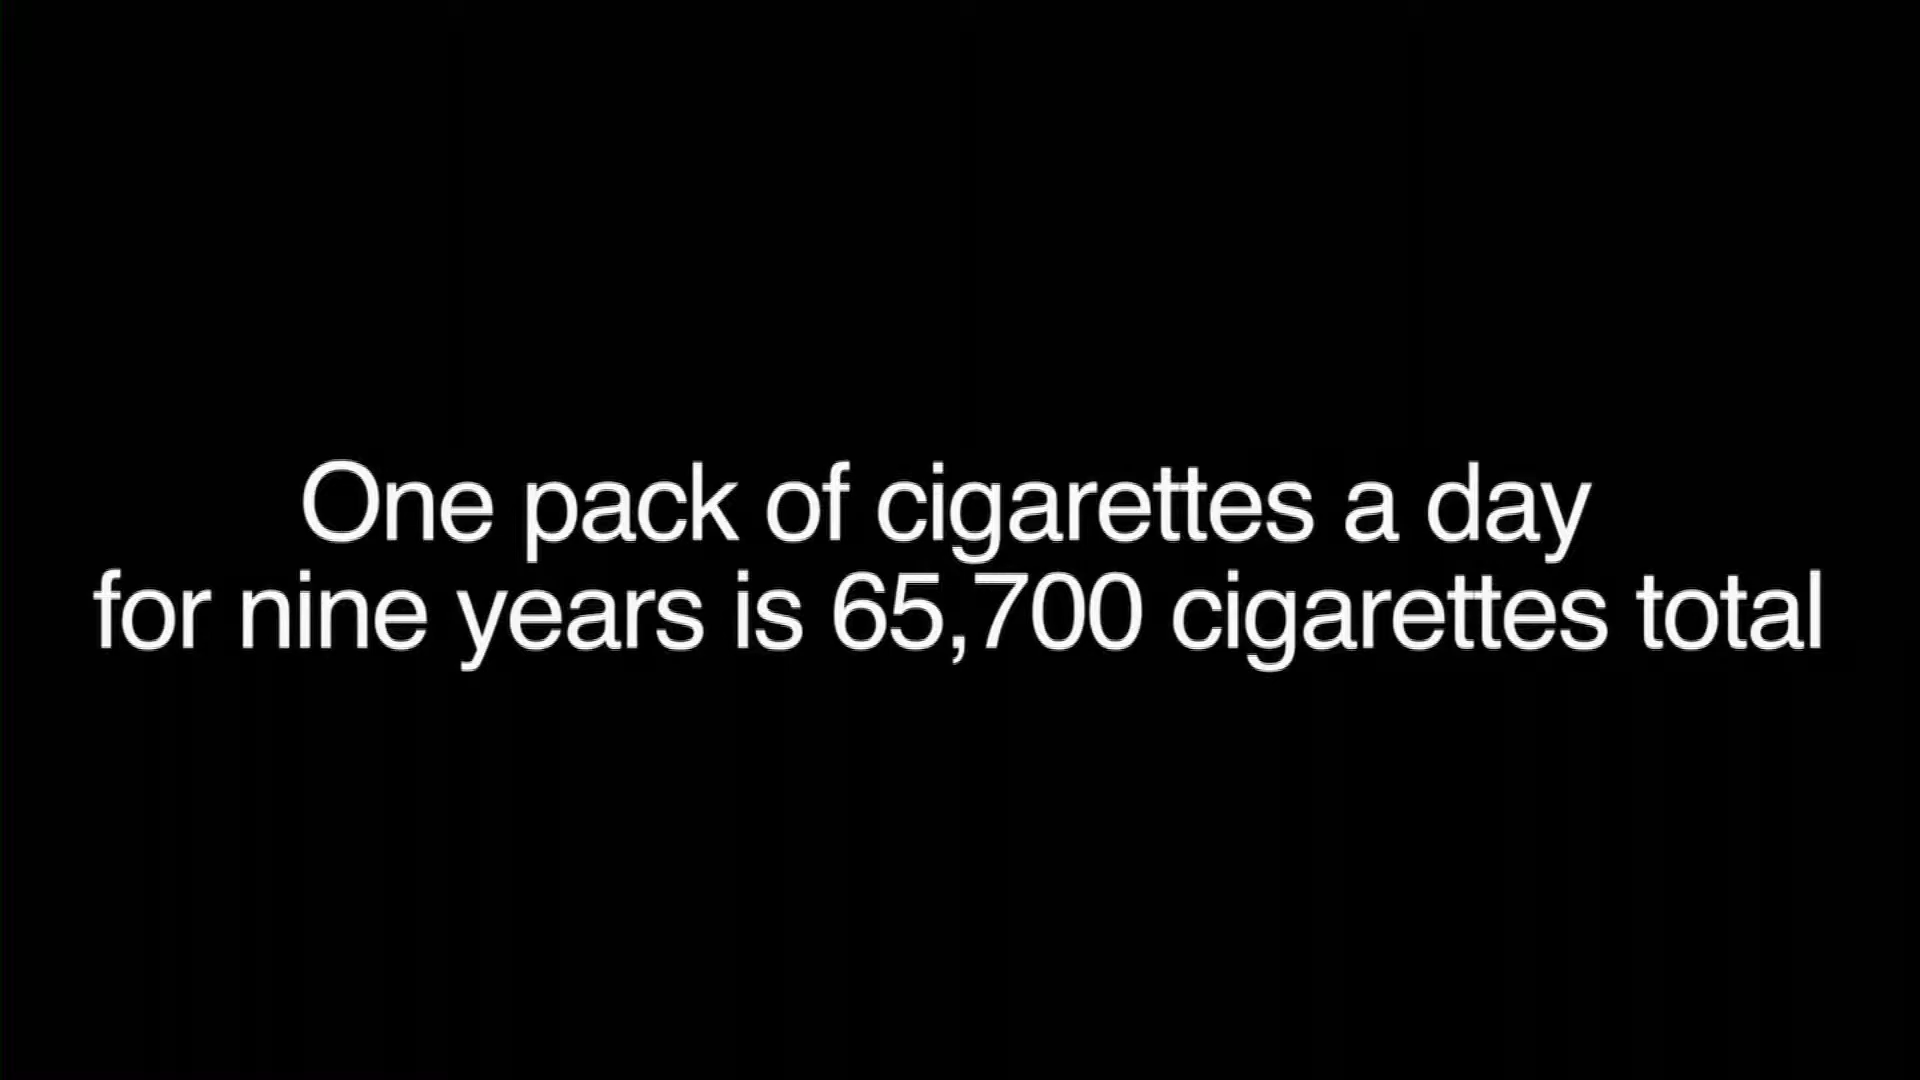 One pack of cigarettes a day
for nine years is 65,700 cigarettes total